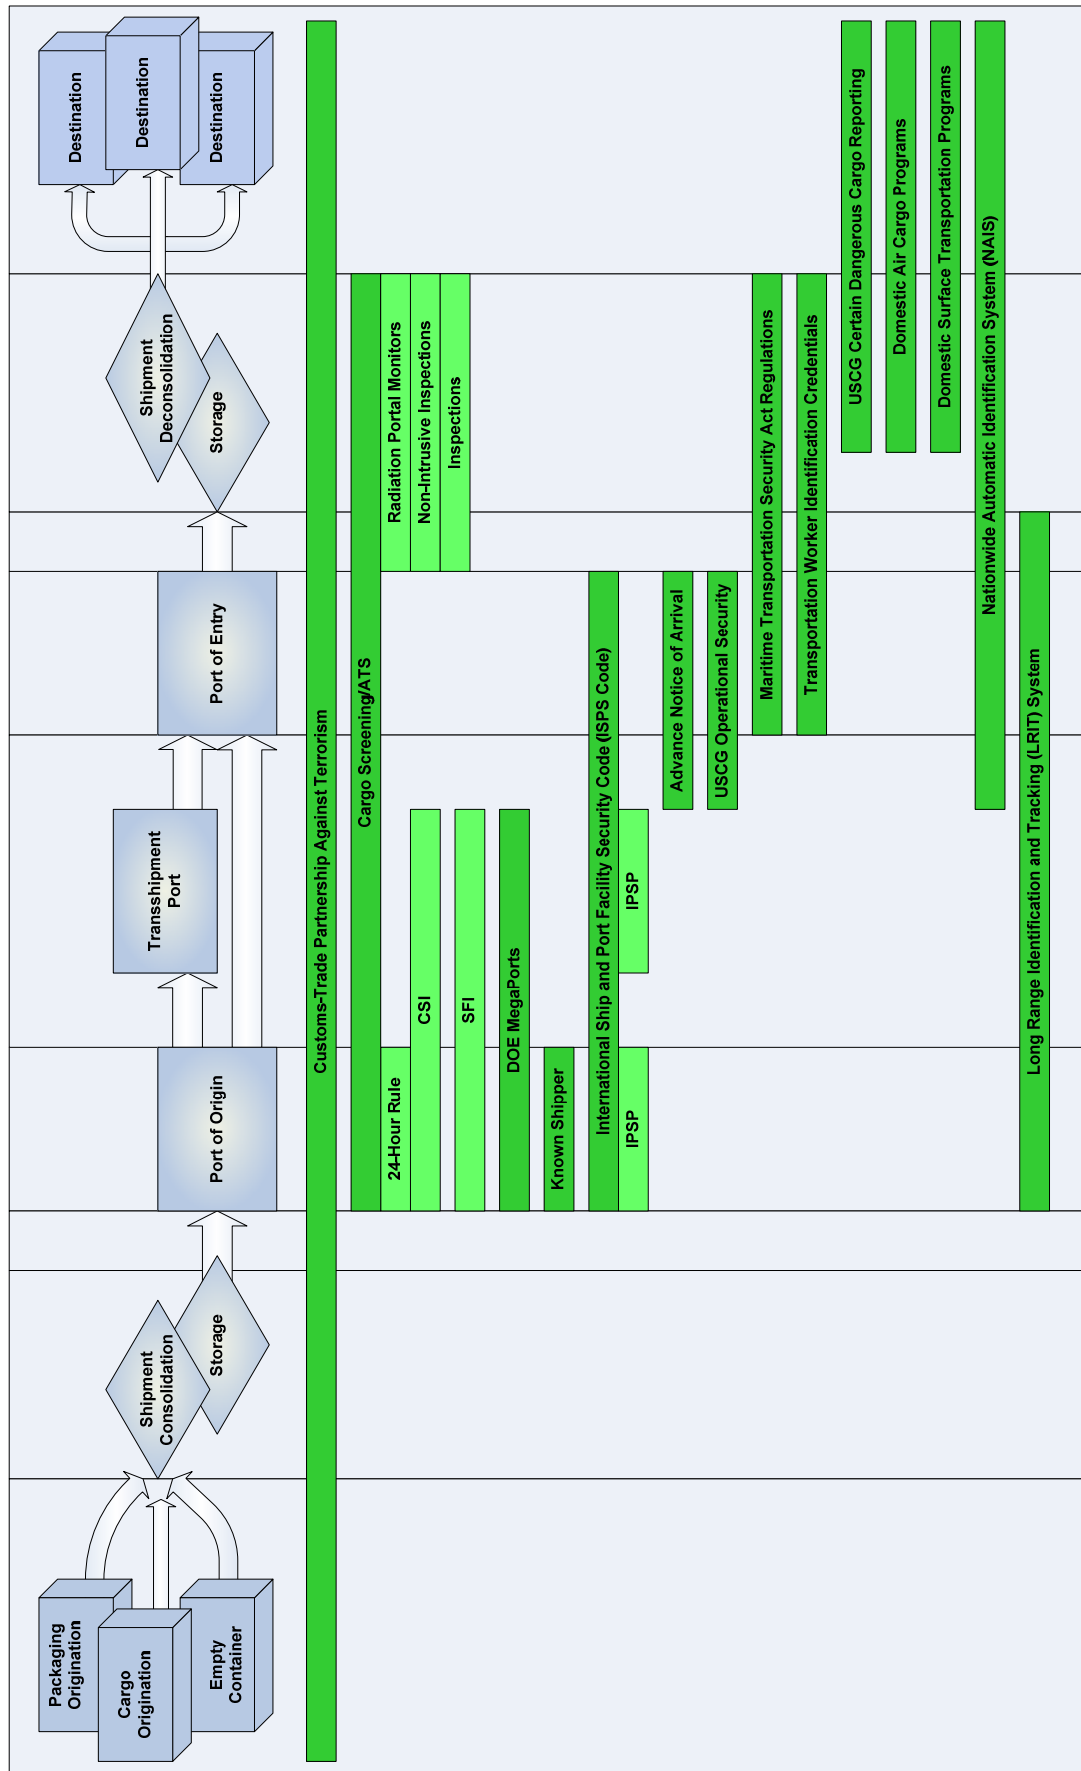 Packaging
Origination
Cargo
Origination
Empty
Container
Shipment
Consolidation
Storage
Port of Origin
Transshipment
Port
Port of Entry
Shipment
Deconsolidation
Storage
Destination
Destination
Destination
Customs-Trade Partnership Against Terrorism
Cargo Screening/ATS
24-Hour Rule
Radiation Portal Monitors
CSI
Non-Intrusive Inspections
Inspections
SFI
DOE MegaPorts
Known Shipper
International Ship and Port Facility Security Code (ISPS Code)
IPSP
IPSP
Advance Notice of Arrival
USCG Operational Security
Maritime Transportation Security Act Regulations
Transportation Worker Identification Credentials
USCG Certain Dangerous Cargo Reporting
Domestic Air Cargo Programs
Domestic Surface Transportation Programs
Nationwide Automatic Identification System (NAIS)
Long Range Identification and Tracking (LRIT) System